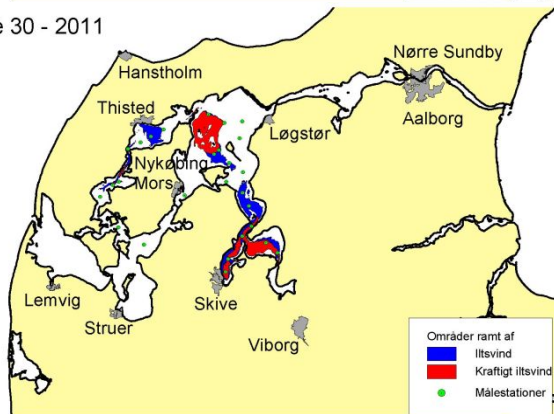 e 30 - 2011
Hanstholm
Nørre Sundby
Thisted
Løgstør
Aalborg
Nykøbing
Mors
Lemvig
Skive
Struer
Viborg
Områder ramt af
Iltsvind
Kraftigt iltsvind
Målestationer